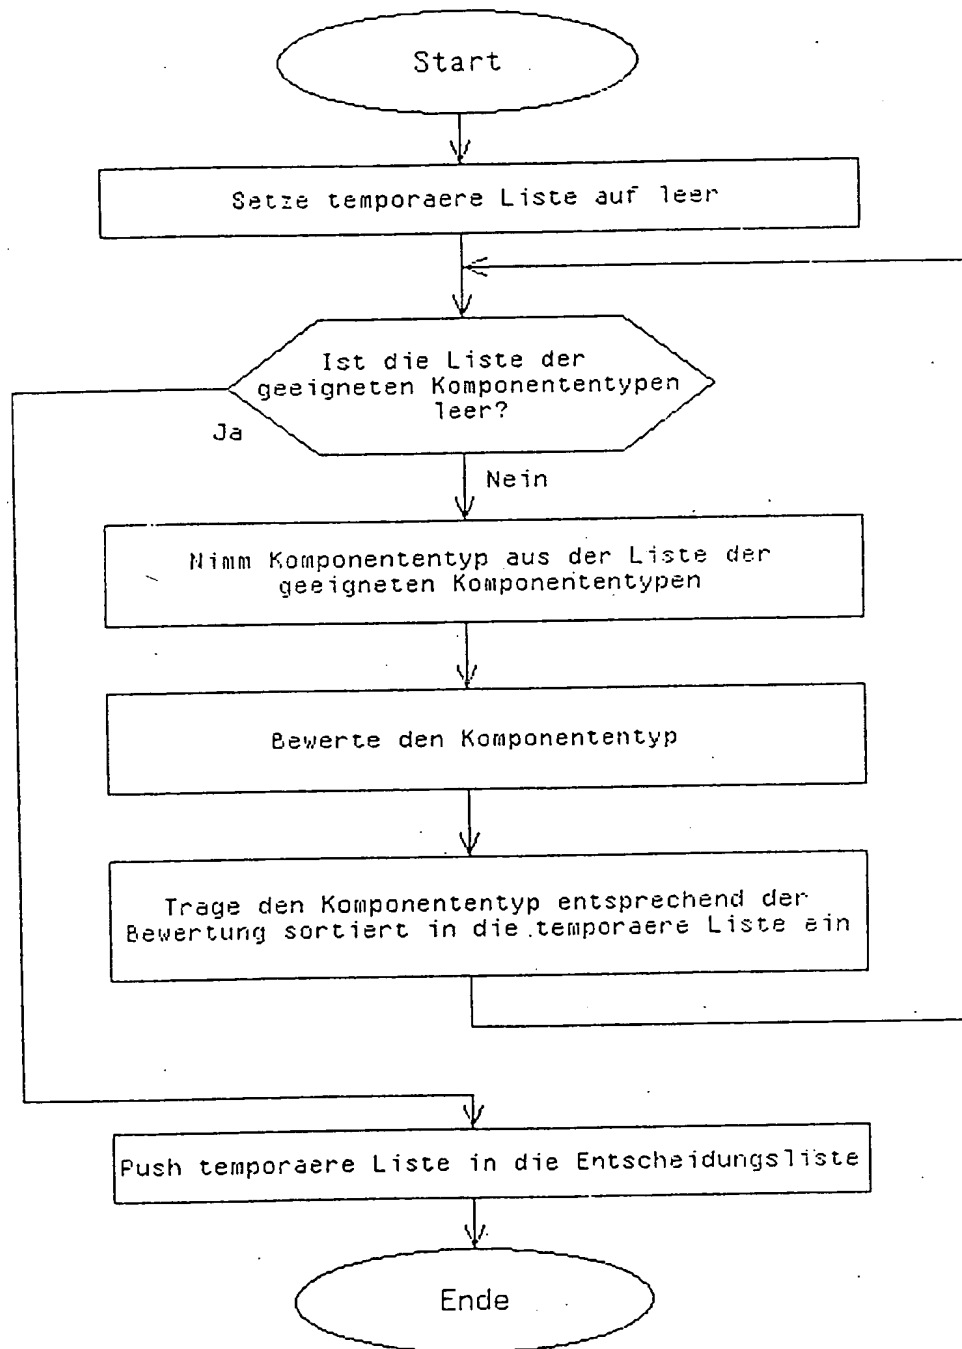 Start
Setze temporaere Liste auf leer
Ist die Liste der
geeigneten Komponententypen
leer?
Ja
Nein
Nimm Komponententyp aus der Liste der
geeigneten Komponententypen
Bewerte den Komponententyp
Trage den Komponententyp entsprechend der
Bewertung sortiert in die temporaere Liste ein
Push temporaere Liste in die Entscheidungsliste
Ende